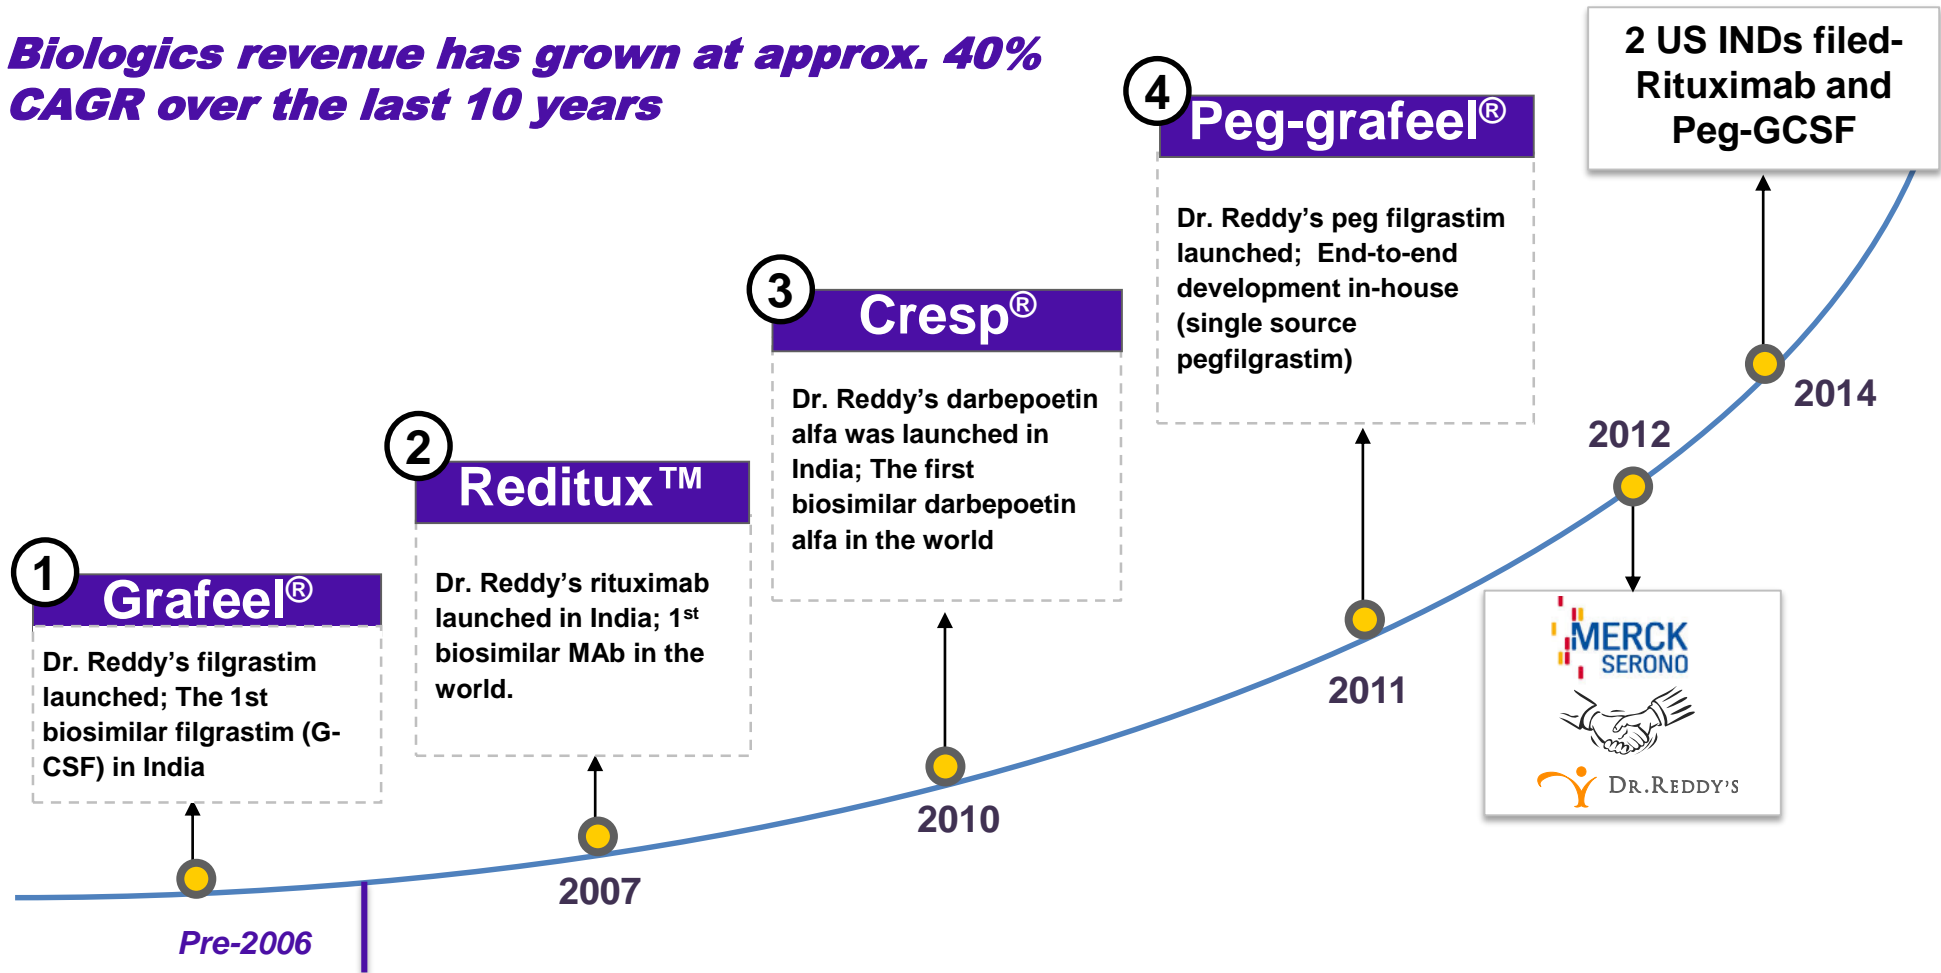 Biologics revenue has grown at approx. 40%
CAGR over the last 10 years
1
Grafeel®
Dr. Reddy’s filgrastim
launched; The 1st
biosimilar filgrastim (G-
CSF) in India
Pre-2006
2
Reditux™
Dr. Reddy’s rituximab
launched in India; 1st
biosimilar MAb in the
world.
2007
3
Cresp®
Dr. Reddy’s darbepoetin
alfa was launched in
India; The first
biosimilar darbepoetin
alfa in the world
2010
4
Peg-grafeel®
Dr. Reddy’s peg filgrastim
launched;  End-to-end
development in-house
(single source
pegfilgrastim)
2011
2012
MERCK
SERONO
DR.REDDY’S
2 US INDs filed-
Rituximab and
Peg-GCSF
2014